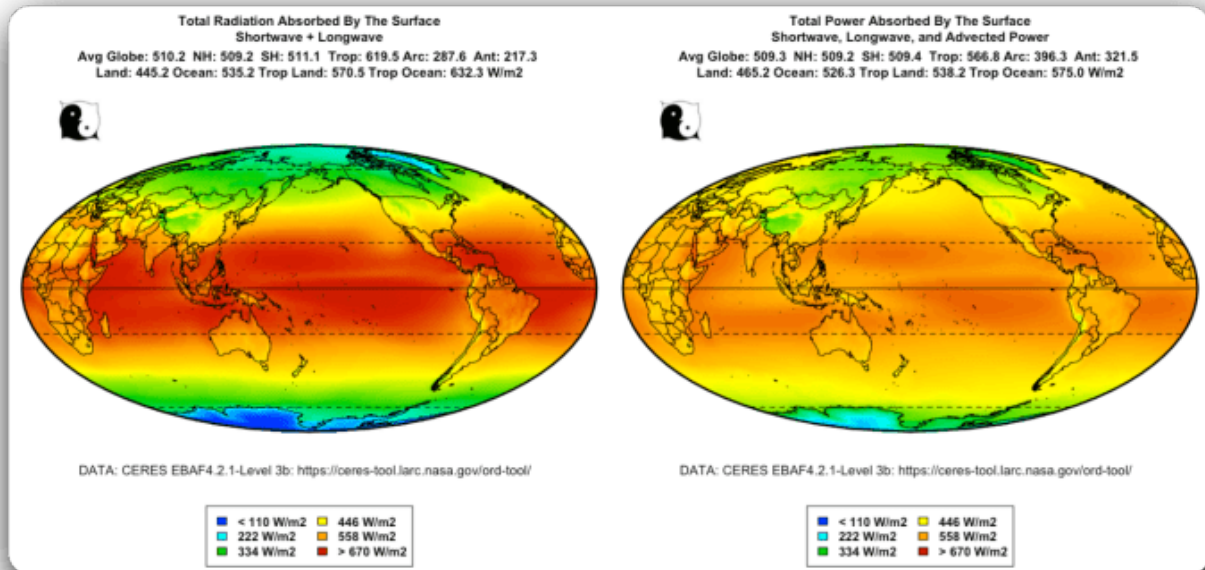 Total Radiation Absorbed By The Surface
Shortwave + Longwave
Avg Globe: 510.2 NH: 509.2 SH: 511.1 Trop: 619.5 Arc: 287.6 Ant: 217.3
Land: 445.2 Ocean: 535.2 Trop Land: 570.5 Trop Ocean: 632.3 W/m2
DATA: CERES EBAF4.2.1-Level 3b: https://ceres-tool.larc.nasa.gov/ord-tool/
< 110 W/m2 446 W/m2
222 W/m2 558 W/m2
334 W/m2 > 670 W/m2
Total Power Absorbed By The Surface
Shortwave, Longwave, and Advected Power
Avg Globe: 509.3 NH: 509.2 SH: 509.4 Trop: 566.8 Arc: 396.3 Ant: 321.5
Land: 465.2 Ocean: 526.3 Trop Land: 538.2 Trop Ocean: 575.0 W/m2
DATA: CERES EBAF4.2.1-Level 3b: https://ceres-tool.larc.nasa.gov/ord-tool/
< 110 W/m2 446 W/m2
222 W/m2 558 W/m2
334 W/m2 > 670 W/m2